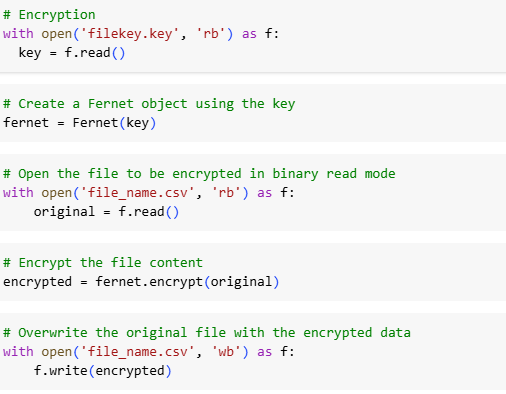 # Encryption
with open('filekey.key', 'rb') as f:
  key = f.read()
# Create a Fernet object using the key
fernet = Fernet(key)
# Open the file to be encrypted in binary read mode
with open('file_name.csv', 'rb') as f:
    original = f.read()
# Encrypt the file content
encrypted = fernet.encrypt(original)
# Overwrite the original file with the encrypted data
with open('file_name.csv', 'wb') as f:
    f.write(encrypted)